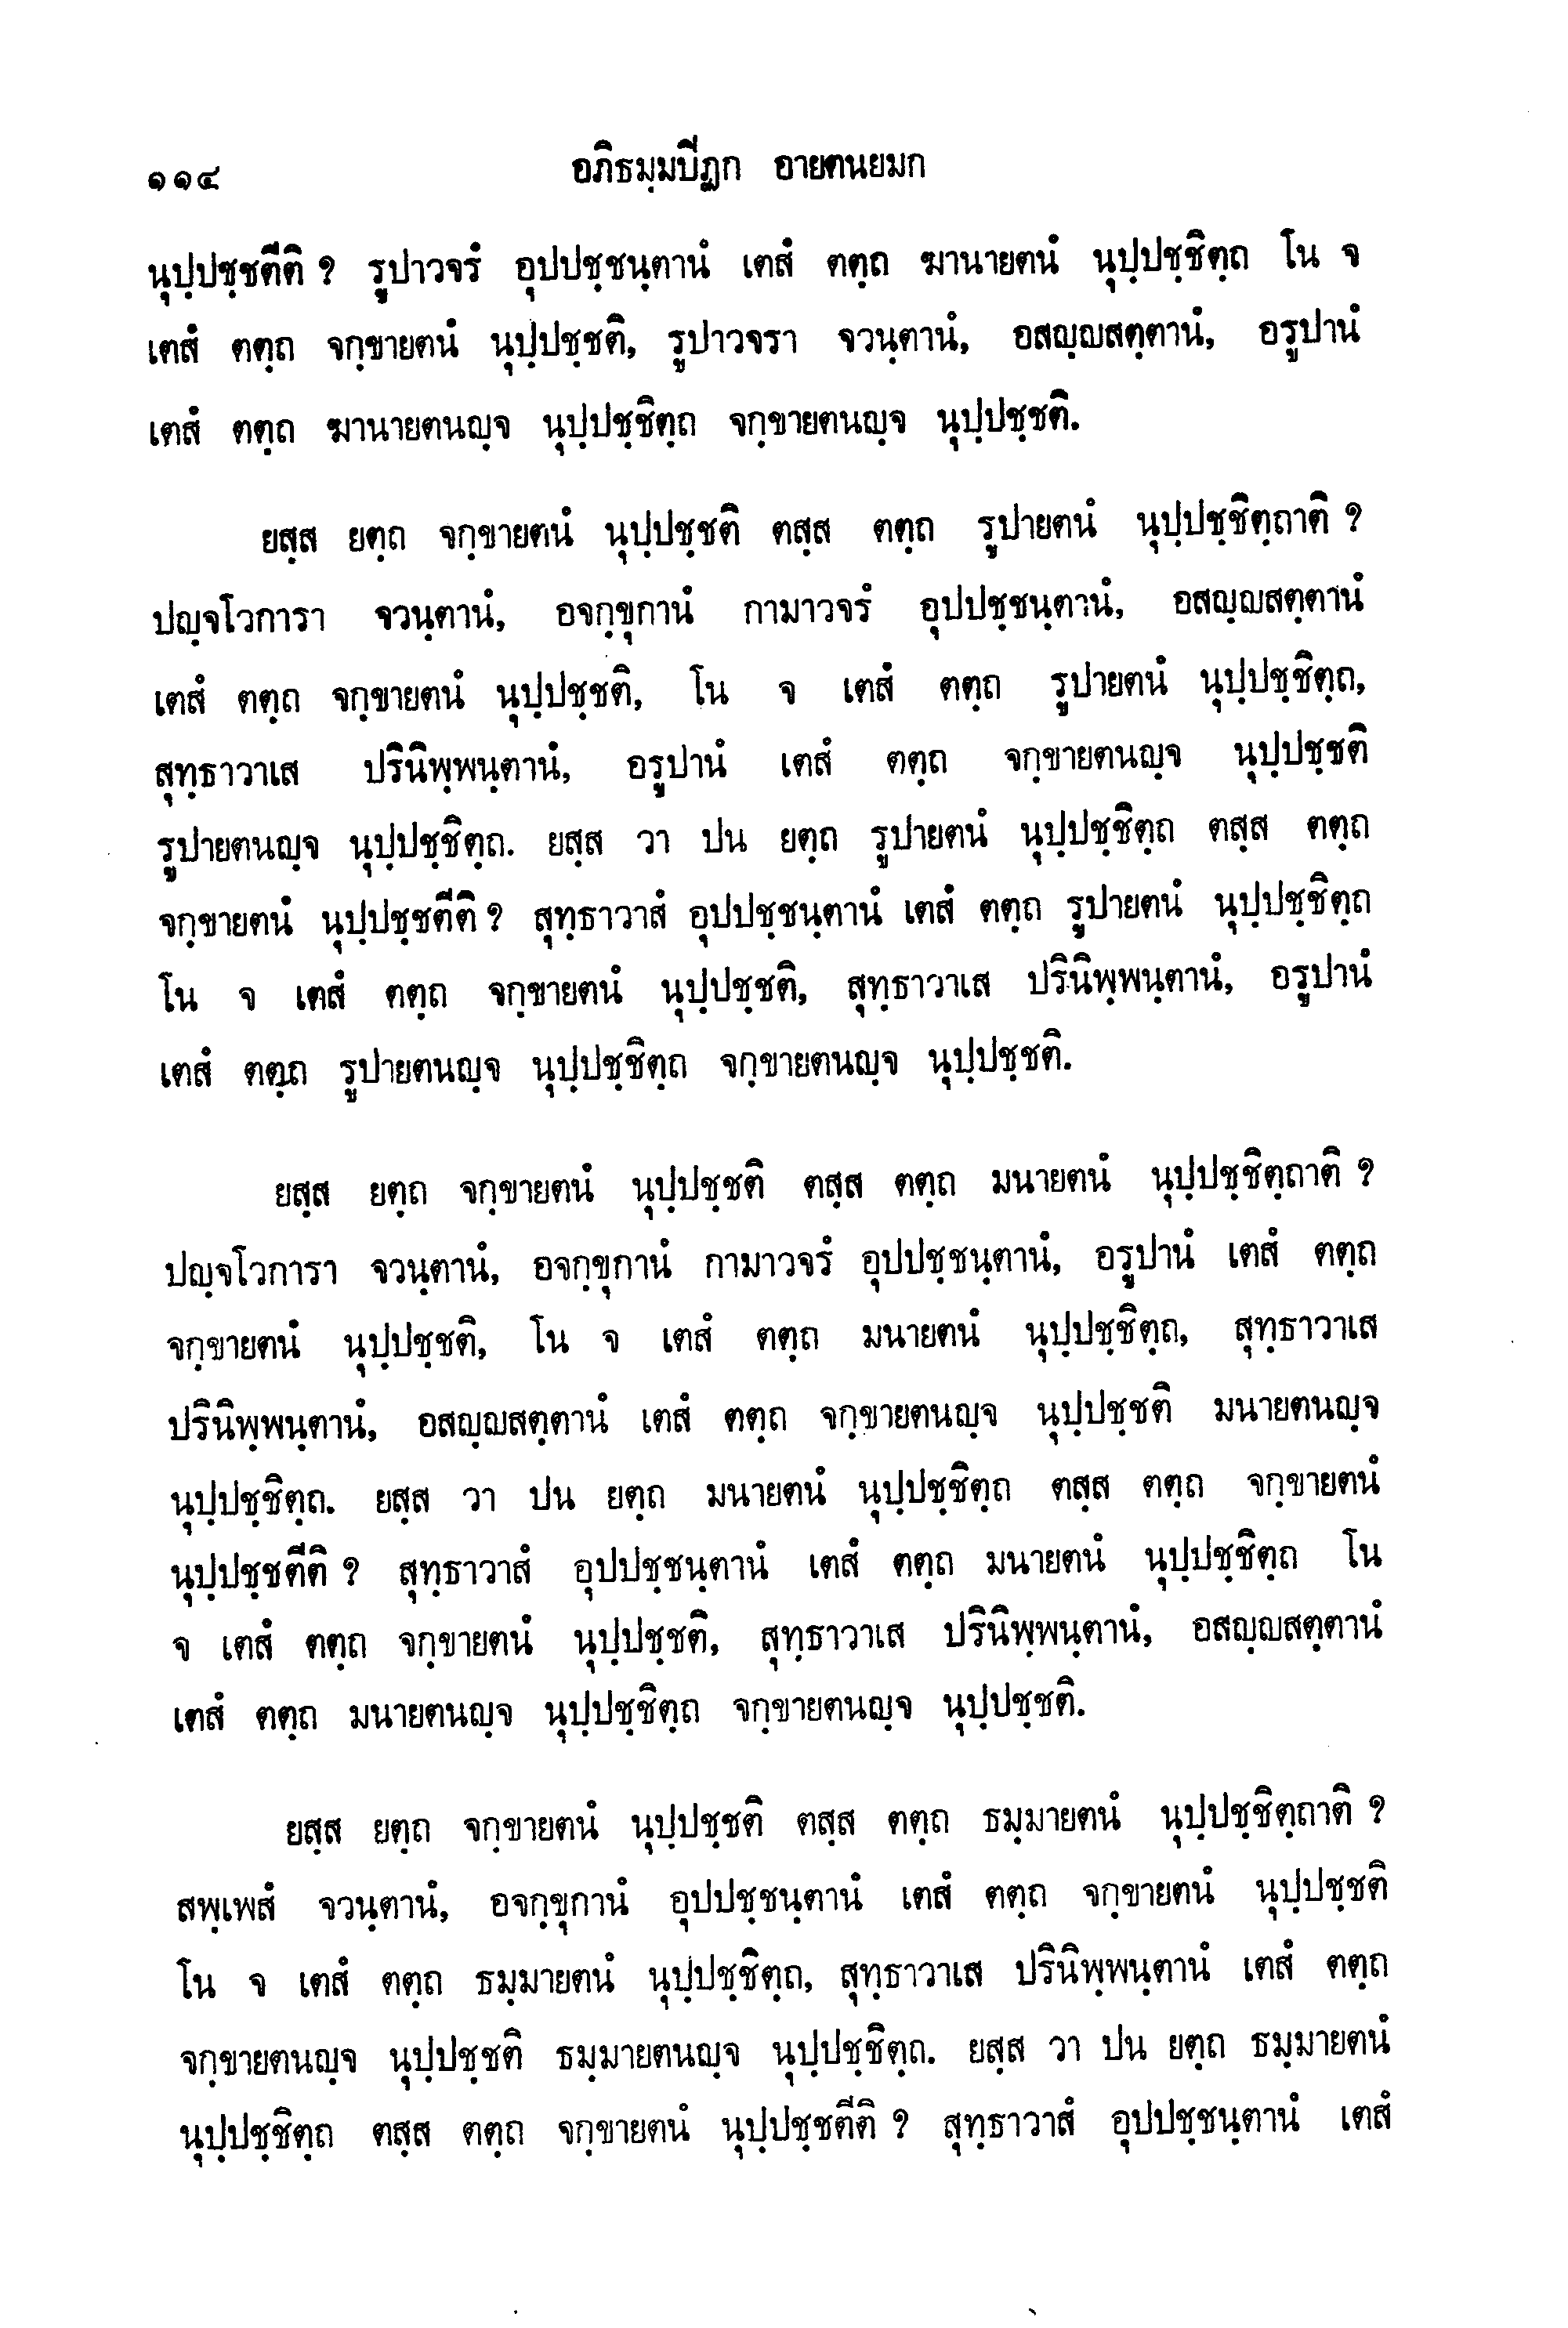 ๑๑๔ อภิธมฺมปีฏก อายตนยมก
นุปฺปชฺชตีติ ? รูปาวจรํ อุปปชฺชนฺตานํ เตสํ ตตฺถ ฆานายตนํ นุปฺปชฺชิตฺถ โน จ
เตสํ ตตฺถ จกฺขายตนํ นุปฺปชฺชติ, รูปาวจรา จวนฺตานํ, อสญฺญสตฺตานํ, อรูปานํ
เตสํ ตตฺถ ฆานายตนญฺจ นุปฺปชฺชิตฺถ จกฺขายตนญฺจ นุปฺปชฺชติ.
ยสฺส ยตฺถ จกฺขายตนํ นุปฺปชฺชติ ตสฺส ตตฺถ รูปายตนํ นุปฺปชฺชิตฺถาติ ?
ปญฺจโวการา จวนฺตานํ, อจกฺขุกานํ กามาวจรํ อุปปชฺชนฺตานํ, อสญฺญสตฺตานํ
เตสํ ตตฺถ จกฺขายตนํ นุปฺปชฺชติ, โน จ เตสํ ตตฺถ รูปายตนํ นุปฺปชฺชิตฺถ,
สุทฺธาวาเส ปรินิพฺพนฺตานํ, อรูปานํ เตสํ ตตฺถ จกฺขายตนญฺจ นุปฺปชฺชติ
รูปายตนญฺจ นุปฺปชฺชิตฺถ. ยสฺส วา ปน ยตฺถ รูปายตนํ นุปฺปชฺชิตฺถ ตสฺส ตตฺถ
จกฺขายตนํ นุปฺปชฺชตีติ ? สุทฺธาวาสํ อุปปชฺชนฺตานํ เตสํ ตตฺถ รูปายตนํ นุปฺปชฺชิตฺถ
โน จ เตสํ ตตฺถ จกฺขายตนํ นุปฺปชฺชติ, สุทฺธาวาเส ปรินิพฺพนฺตานํ, อรูปานํ
เตสํ ตตฺถ รูปายตนญฺจ นุปฺปชฺชิตฺถ จกฺขายตนญฺจ นุปฺปชฺชติ.
ยสฺส ยตฺถ จกฺขายตนํ นุปฺปชฺชติ ตสฺส ตตฺถ มนายตนํ นุปฺปชฺชิตฺถาติ ?
ปญฺจโวการา จวนฺตานํ, อจกฺขุกานํ กามาวจรํ อุปปชฺชนฺตานํ, อรูปานํ เตสํ ตตฺถ
จกฺขายตนํ นุปฺปชฺชติ, โน จ เตสํ ตตฺถ มนายตนํ นุปฺปชฺชิตฺถ, สุทฺธาวาเส
ปรินิพฺพนฺตานํ, อสญฺญสตฺตานํ เตสํ ตตฺถ จกฺขายตนญฺจ นุปฺปชฺชติ มนายตนญฺจ
นุปฺปชฺชิตฺถ. ยสฺส วา ปน ยตฺถ มนายตนํ นุปฺปชฺชิตฺถ ตสฺส ตตฺถ จกฺขายตนํ
นุปฺปชฺชตีติ ? สุทฺธาวาสํ อุปปชฺชนฺตานํ เตสํ ตตฺถ มนายตนํ นุปฺปชฺชิตฺถ โน
จ เตสํ ตตฺถ จกฺขายตนํ นุปฺปชฺชติ, สุทฺธาวาเส ปรินิพฺพนฺตานํ, อสญฺญสตฺตานํ
เตสํ ตตฺถ มนายตนญฺจ นุปฺปชฺชิตฺถ จกฺขายตนญฺจ นุปฺปชฺชติ.
ยสฺส ยตฺถ จกฺขายตนํ นุปฺปชฺชติ ตสฺส ตตฺถ ธมฺมายตนํ นุปฺปชฺชิตฺถาติ ?
สพฺเพสํ จวนฺตานํ, อจกฺขุกานํ อุปปชฺชนฺตานํ เตสํ ตตฺถ จกฺขายตนํ นุปฺปชฺชติ
โน จ เตสํ ตตฺถ ธมฺมายตนํ นุปฺปชฺชิตฺถ, สุทฺธาวาเส ปรินิพฺพนฺตานํ เตสํ ตตฺถ
จกฺขายตนญฺจ นุปฺปชฺชติ ธมฺมายตนญฺจ นุปฺปชฺชิตฺถ. ยสฺส วา ปน ยตฺถ ธมฺมายตนํ
นุปฺปชฺชิตฺถ ตสฺส ตตฺถ จกฺขายตนํ นุปฺปชฺชตีติ ? สุทฺธาวาสํ อุปปชฺชนฺตานํ เตสํ